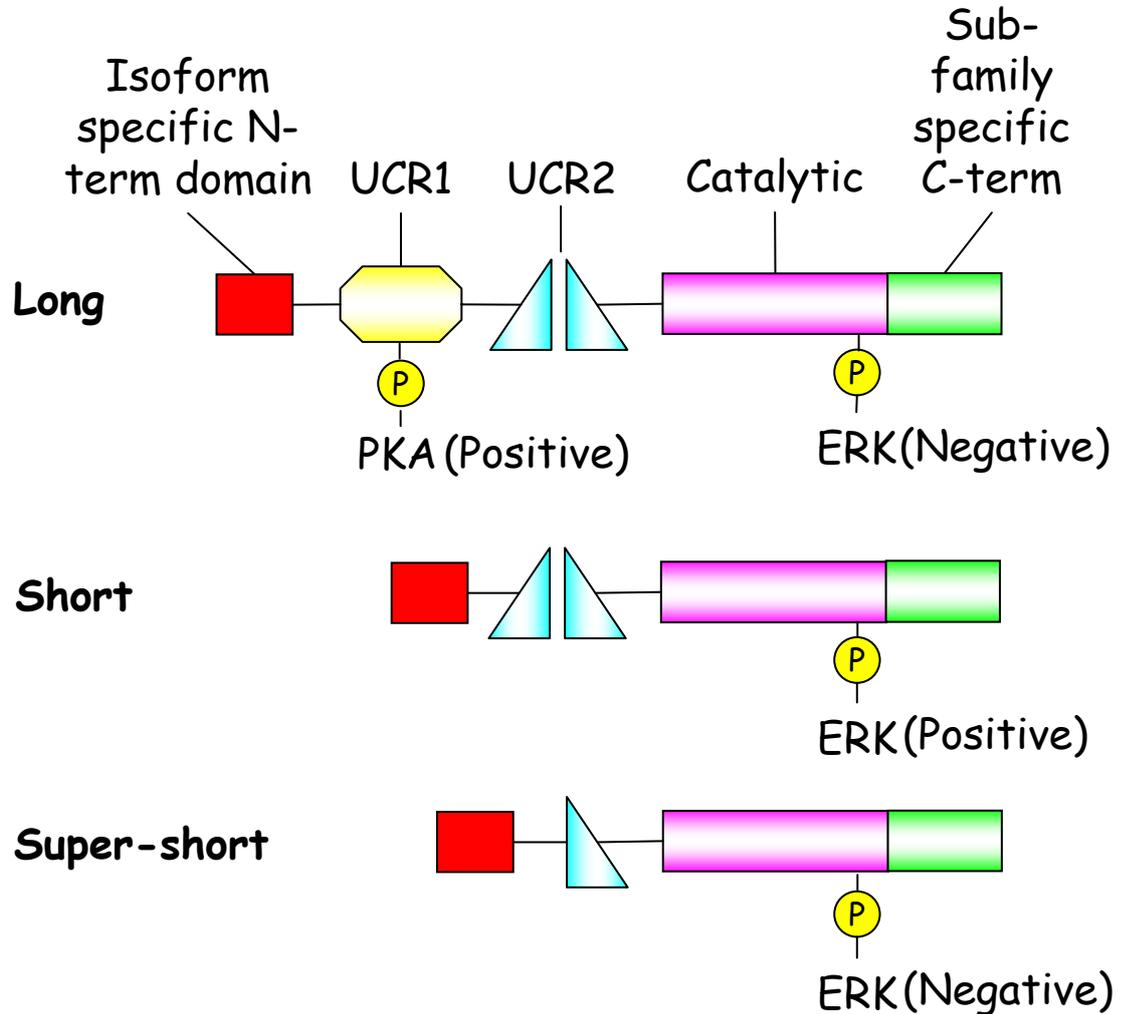 Isoform
specific N-
term domain
UCR1
UCR2
Catalytic
Sub-
family
specific
C-term
Long
P
PKA (Positive)
P
ERK(Negative)
Short
P
ERK(Positive)
Super-short
P
ERK(Negative)